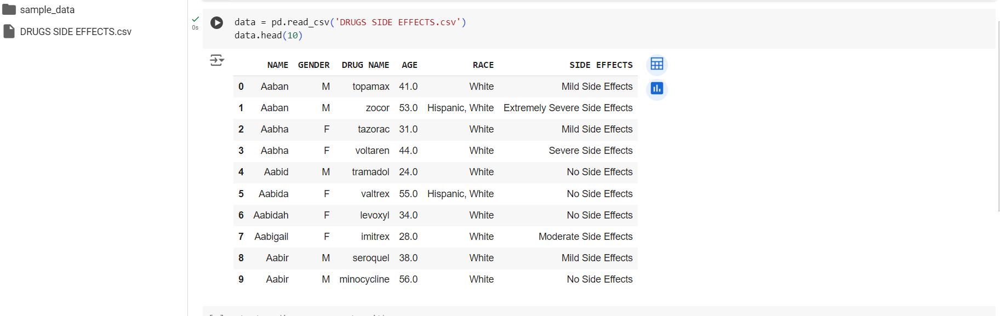 sample_data
DRUGS SIDE EFFECTS.csv
0s
data = pd.read_csv('DRUGS SIDE EFFECTS.csv')
data.head(10)
NAME GENDER DRUG NAME AGE RACE SIDE EFFECTS
0 Aaban M topamax 41.0 White Mild Side Effects
1 Aaban M zocor 53.0 Hispanic, White Extremely Severe Side Effects
2 Aabha F tazorac 31.0 White Mild Side Effects
3 Aabha F voltaren 44.0 White Severe Side Effects
4 Aabid M tramadol 24.0 White No Side Effects
5 Aabida F valtrex 55.0 Hispanic, White No Side Effects
6 Aabidah F levoxyl 34.0 White No Side Effects
7 Aabigail F imitrex 28.0 White Moderate Side Effects
8 Aabir M seroquel 38.0 White Mild Side Effects
9 Aabir M minocycline 56.0 White No Side Effects